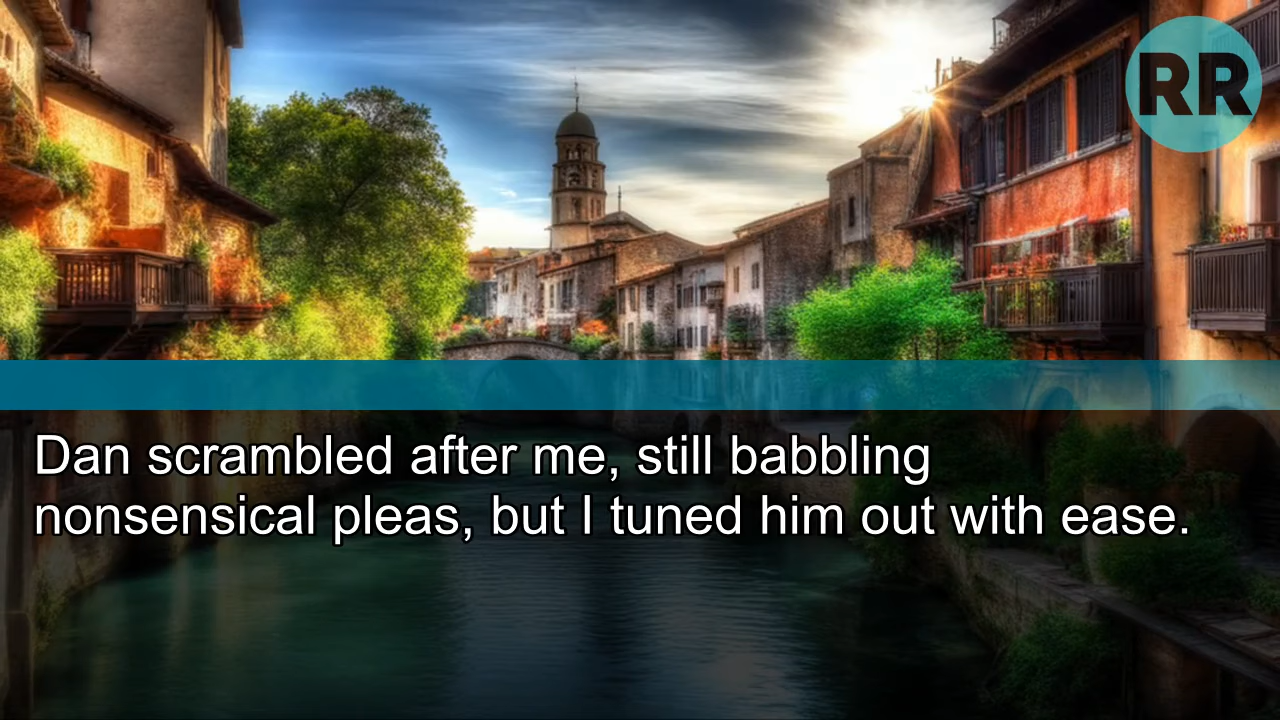 RR
Dan scrambled after me, still babbling
nonsensical pleas, but I tuned him out with ease.